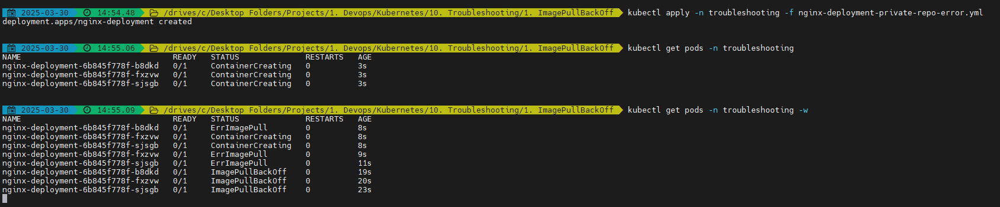 2025-03-30 14:54.48 /drives/c/Desktop Folders/Projects/1. Devops/Kubernetes/10. Troubleshooting/1. ImagePullBackOff kubectl apply -n troubleshooting -f nginx-deployment-private-repo-error.yml
deployment.apps/nginx-deployment created
2025-03-30 14:55.06 /drives/c/Desktop Folders/Projects/1. Devops/Kubernetes/10. Troubleshooting/1. ImagePullBackOff kubectl get pods -n troubleshooting
NAME READY STATUS RESTARTS AGE
nginx-deployment-6b845f778f-b8dkd 0/1 ContainerCreating 0 3s
nginx-deployment-6b845f778f-fxzvw 0/1 ContainerCreating 0 3s
nginx-deployment-6b845f778f-sjsgb 0/1 ContainerCreating 0 3s
2025-03-30 14:55.09 /drives/c/Desktop Folders/Projects/1. Devops/Kubernetes/10. Troubleshooting/1. ImagePullBackOff kubectl get pods -n troubleshooting -w
NAME READY STATUS RESTARTS AGE
nginx-deployment-6b845f778f-b8dkd 0/1 ErrImagePull 0 8s
nginx-deployment-6b845f778f-fxzvw 0/1 ContainerCreating 0 8s
nginx-deployment-6b845f778f-sjsgb 0/1 ContainerCreating 0 8s
nginx-deployment-6b845f778f-fxzvw 0/1 ErrImagePull 0 9s
nginx-deployment-6b845f778f-sjsgb 0/1 ErrImagePull 0 11s
nginx-deployment-6b845f778f-b8dkd 0/1 ImagePullBackOff 0 19s
nginx-deployment-6b845f778f-fxzvw 0/1 ImagePullBackOff 0 20s
nginx-deployment-6b845f778f-sjsgb 0/1 ImagePullBackOff 0 23s